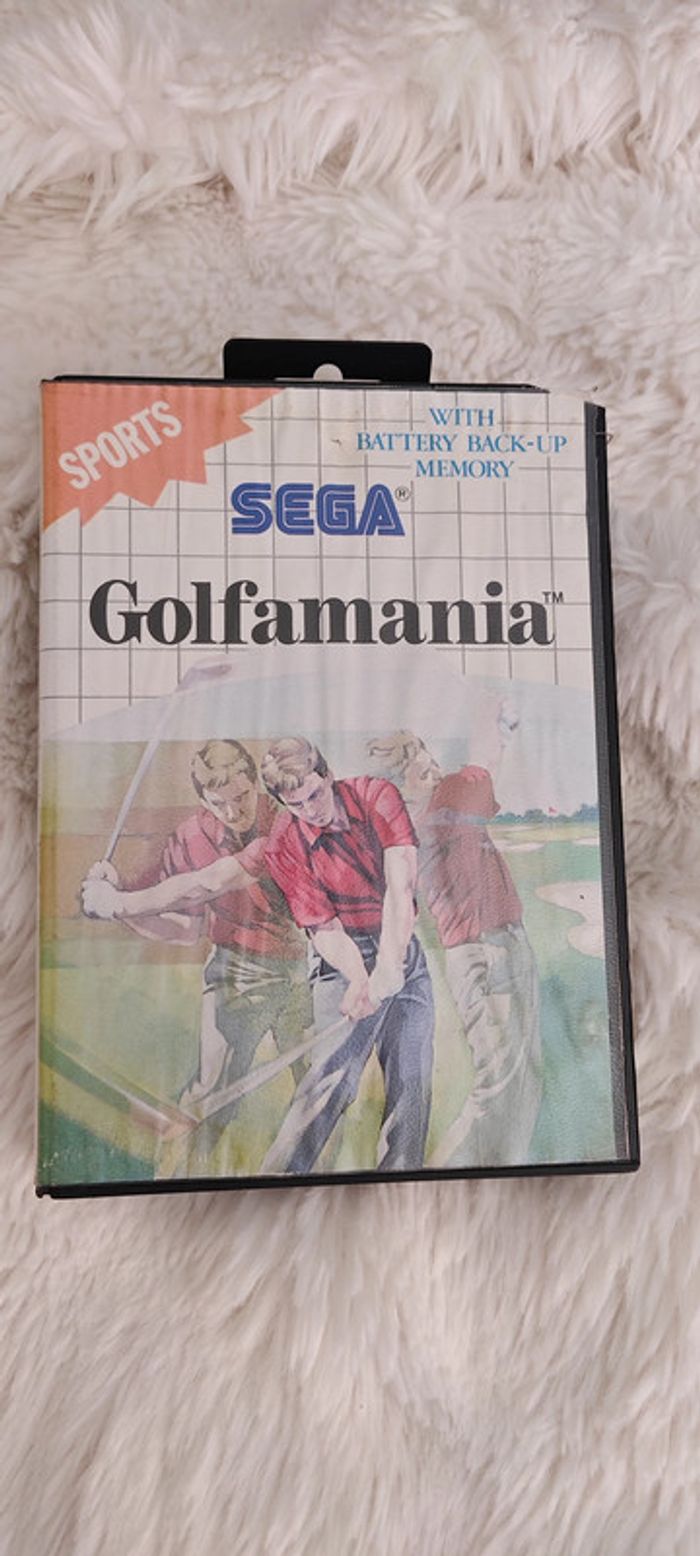 SPORTS
WITH
BATTERY BACK-UP
MEMORY
SEGA®
Golfamania™